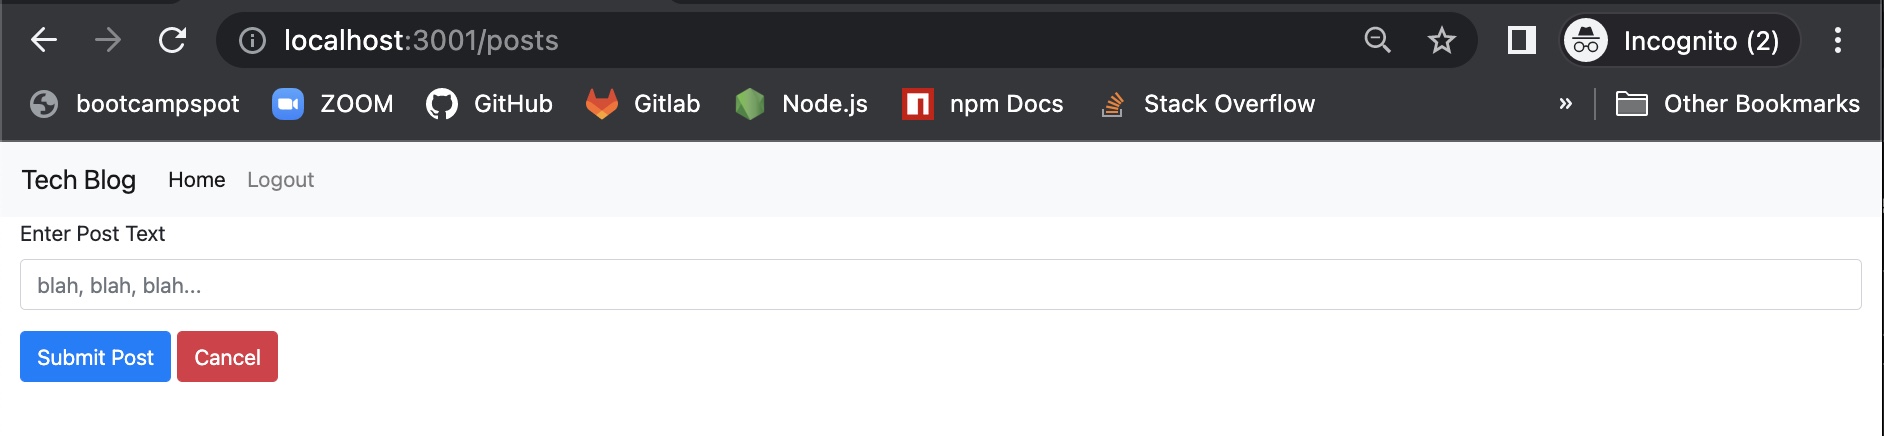 localhost:3001/posts Incognito (2)
bootcampspot ZOOM GitHub Gitlab Node.js npm Docs Stack Overflow » Other Bookmarks
Tech Blog Home Logout
Enter Post Text
blah, blah, blah...
Submit Post Cancel